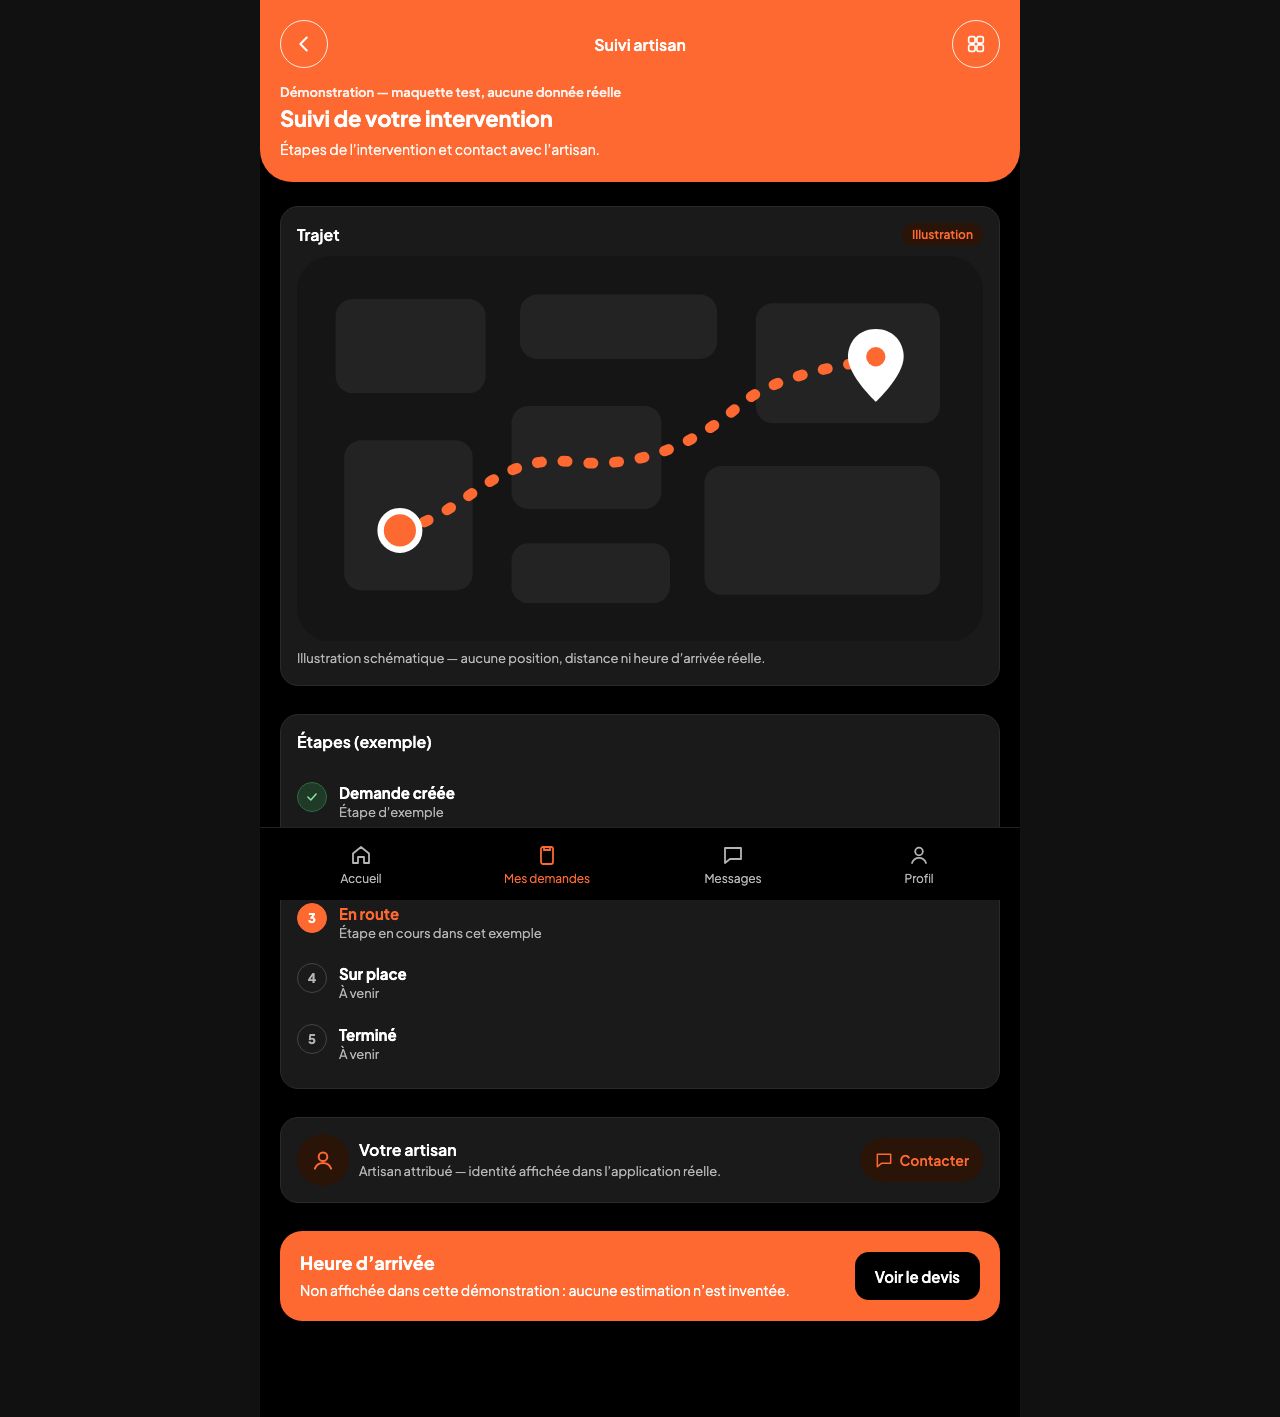 Suivi artisan
Démonstration — maquette test, aucune donnée réelle
Suivi de votre intervention
Étapes de l’intervention et contact avec l’artisan.
Trajet
Illustration
Illustration schématique — aucune position, distance ni heure d’arrivée réelle.
Étapes (exemple)
Demande créée
Étape d’exemple
Accueil
Mes demandes
Messages
Profil
3
En route
Étape en cours dans cet exemple
4
Sur place
À venir
5
Terminé
À venir
Votre artisan
Artisan attribué — identité affichée dans l’application réelle.
Contacter
Heure d’arrivée
Non affichée dans cette démonstration : aucune estimation n’est inventée.
Voir le devis